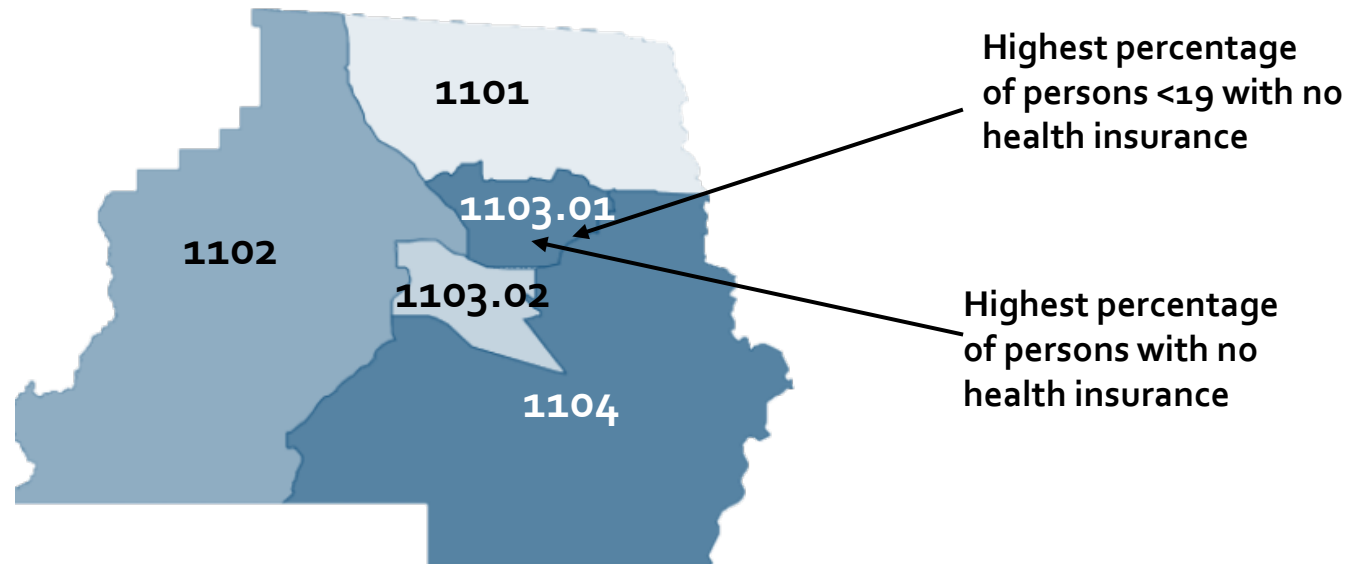 1101
1103.01
1102
1103.02
1104
Highest percentage
of persons <19 with no
health insurance
Highest percentage
of persons with no
health insurance